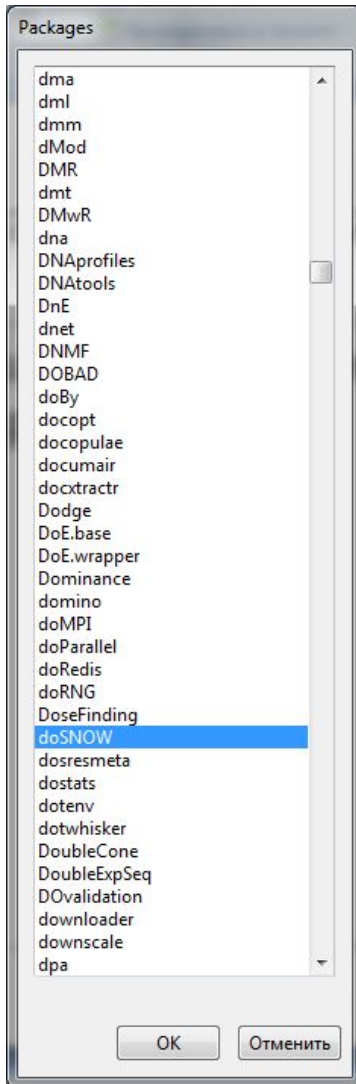 Packages
dma
dml
dmm
dMod
DMR
dmt
DMwR
dna
DNAprofiles
DNAtools
DnE
dnet
DNMF
DOBAD
doBy
docopt
docopulae
documair
docxtractr
Dodge
DoE.base
DoE.wrapper
Dominance
domino
doMPI
doParallel
doRedis
doRNG
DoseFinding
doSNOW
dosresmeta
dostats
dotenv
dotwhisker
DoubleCone
DoubleExpSeq
DOvalidation
downloader
downscale
dpa
OK
Отменить